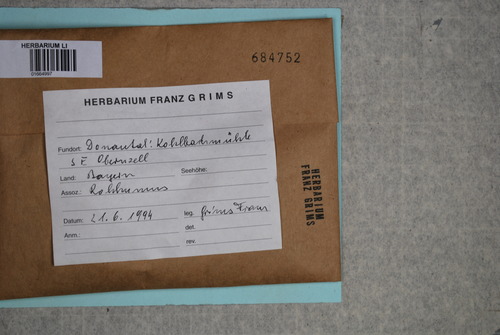 HERBARIUM LI
684752
HERBARIUM FRANZ GRIMS
Fundort: Donautal: Kohlbachmühle
SE Obernzell
Land: Bayern Seehöhe:
Assoz.: Rohhumus
Datum: 21.6.1994 leg. Grims Franz
Anm.: det.
rev.
HERBARIUM
FRANZ GRIMS